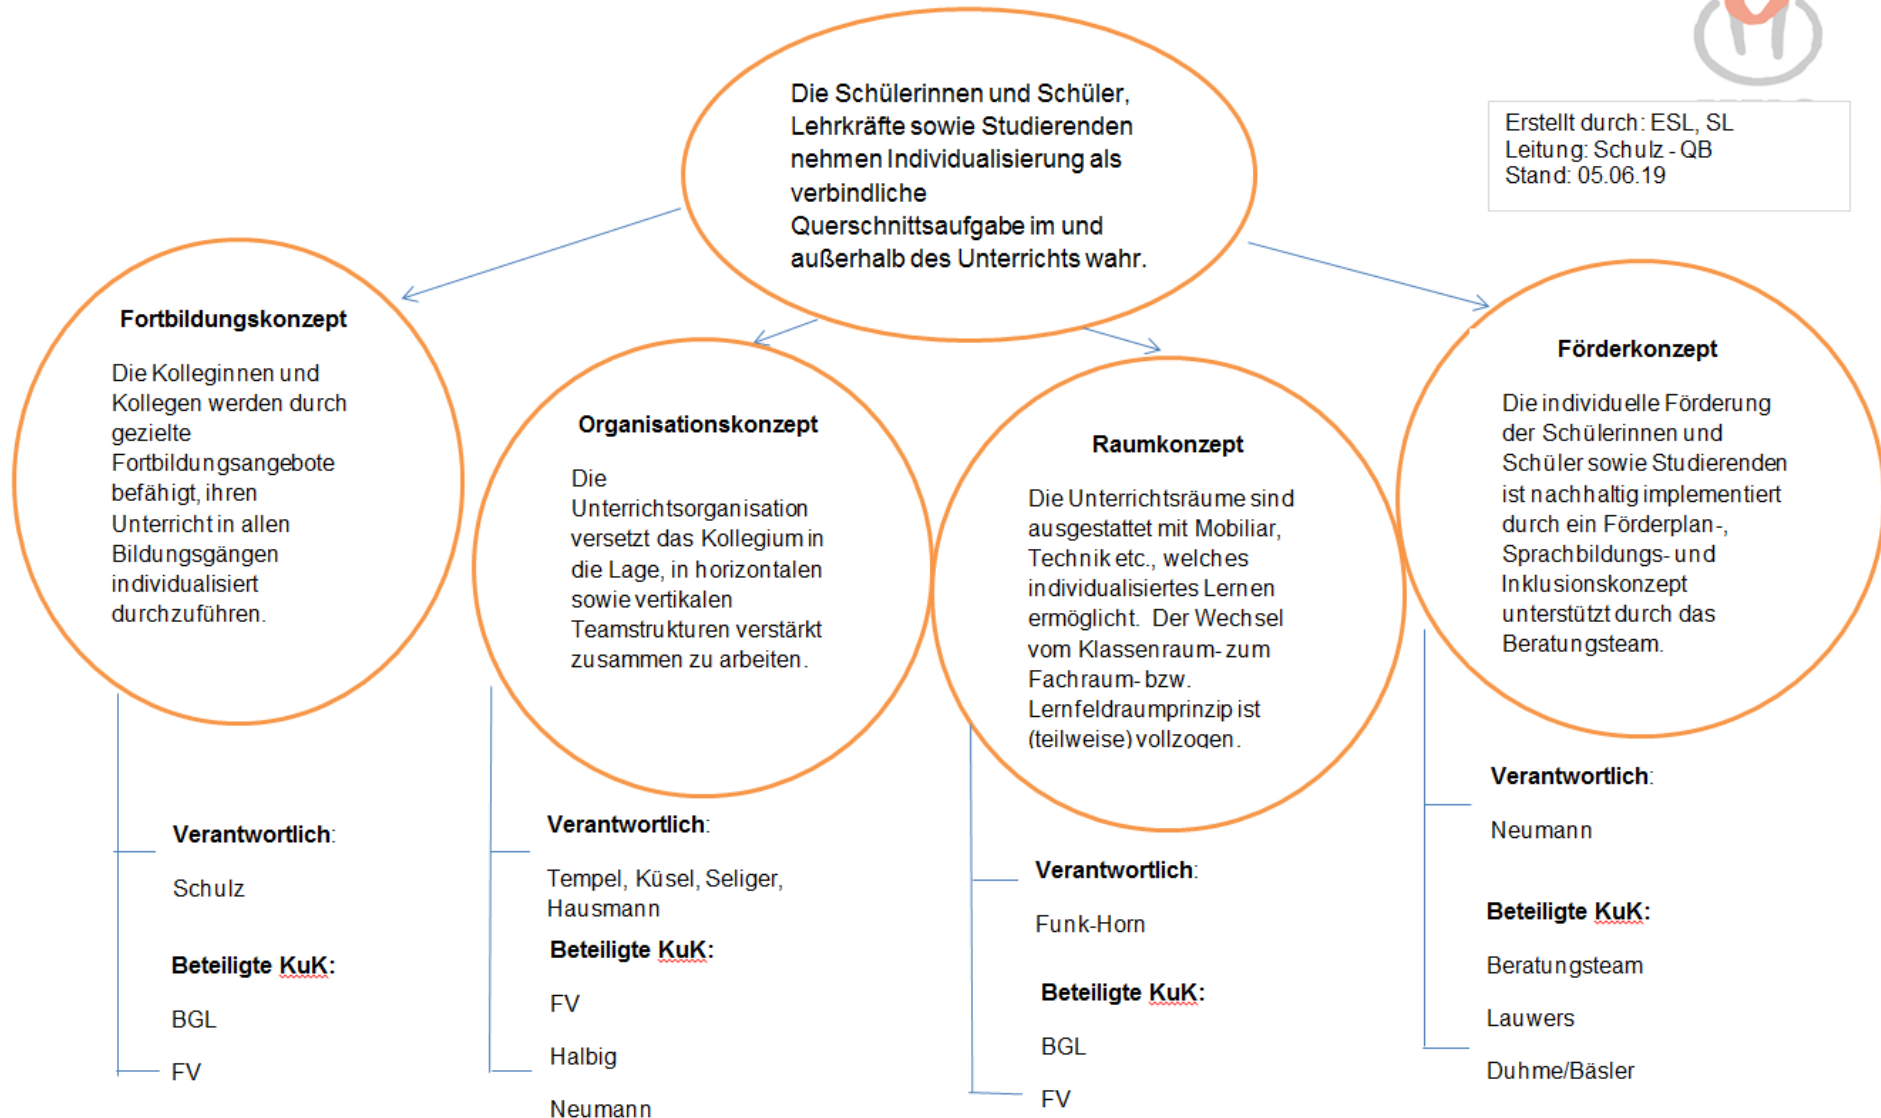 Die Schülerinnen und Schüler,
Lehrkräfte sowie Studierenden
nehmen Individualisierung als
verbindliche
Querschnittsaufgabe im und
außerhalb des Unterrichts wahr.
Erstellt durch: ESL, SL
Leitung: Schulz - QB
Stand: 05.06.19
Fortbildungskonzept
Die Kolleginnen und
Kollegen werden durch
gezielte
Fortbildungsangebote
befähigt, ihren
Unterricht in allen
Bildungsgängen
individualisiert
durchzuführen.
Verantwortlich:
Schulz
Beteiligte KuK:
BGL
FV
Organisationskonzept
Die
Unterrichtsorganisation
versetzt das Kollegium in
die Lage, in horizontalen
sowie vertikalen
Teamstrukturen verstärkt
zusammen zu arbeiten.
Verantwortlich:
Tempel, Küsel, Seliger,
Hausmann
Beteiligte KuK:
FV
Halbig
Neumann
Raumkonzept
Die Unterrichtsräume sind
ausgestattet mit Mobiliar,
Technik etc., welches
individualisiertes Lernen
ermöglicht. Der Wechsel
vom Klassenraum- zum
Fachraum- bzw.
Lernfeldraumprinzip ist
(teilweise) vollzogen.
Verantwortlich:
Funk-Horn
Beteiligte KuK:
BGL
FV
Förderkonzept
Die individuelle Förderung
der Schülerinnen und
Schüler sowie Studierenden
ist nachhaltig implementiert
durch ein Förderplan-,
Sprachbildungs- und
Inklusionskonzept
unterstützt durch das
Beratungsteam.
Verantwortlich:
Neumann
Beteiligte KuK:
Beratungsteam
Lauwers
Duhme/Bäsler